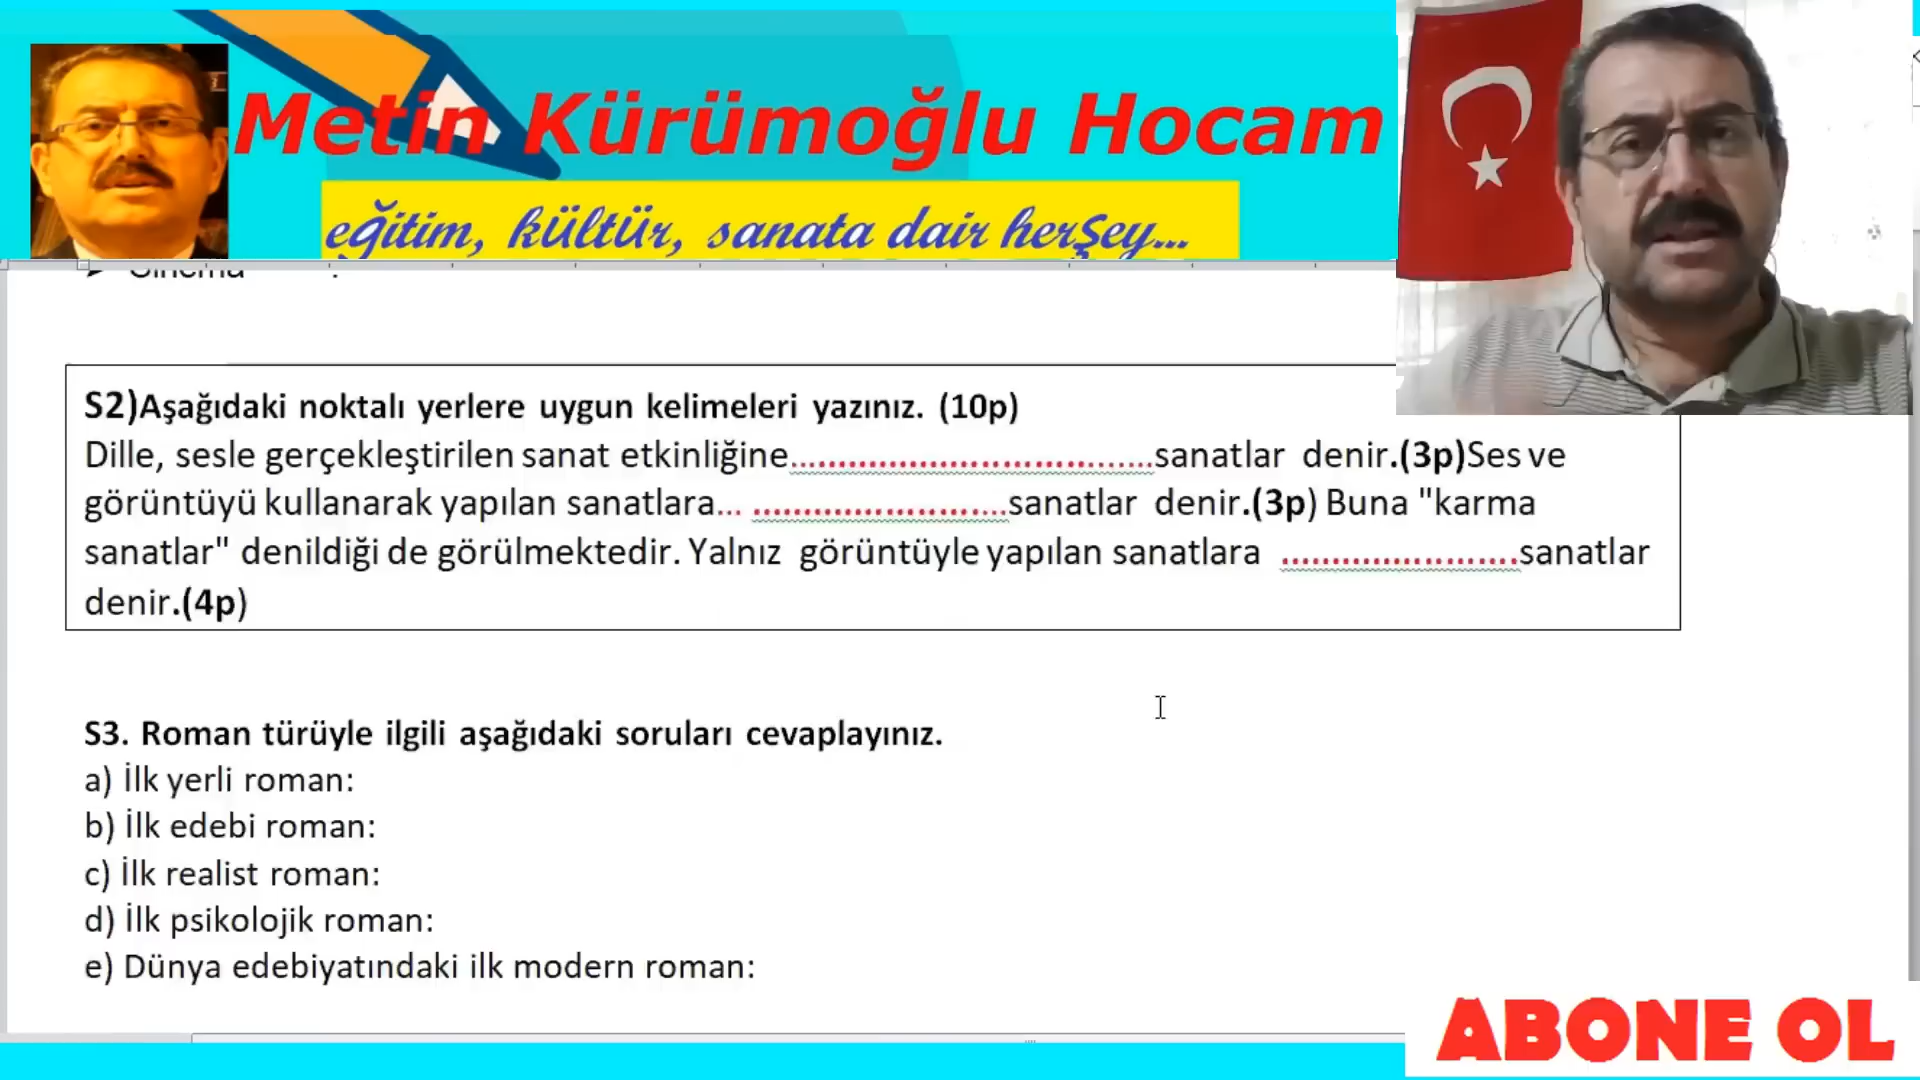 Metin Kürümoğlu Hocam
eğitim, kültür, sanata dair herşey...
Sinema :
S2)Aşağıdaki noktalı yerlere uygun kelimeleri yazınız. (10p)
Dille, sesle gerçekleştirilen sanat etkinliğine....................................sanatlar denir.(3p)Ses ve
görüntüyü kullanarak yapılan sanatlara... .........................sanatlar denir.(3p) Buna "karma
sanatlar" denildiği de görülmektedir. Yalnız görüntüyle yapılan sanatlara .......................sanatlar
denir.(4p)
S3. Roman türüyle ilgili aşağıdaki soruları cevaplayınız.
a) İlk yerli roman:
b) İlk edebi roman:
c) İlk realist roman:
d) İlk psikolojik roman:
e) Dünya edebiyatındaki ilk modern roman:
ABONE OL